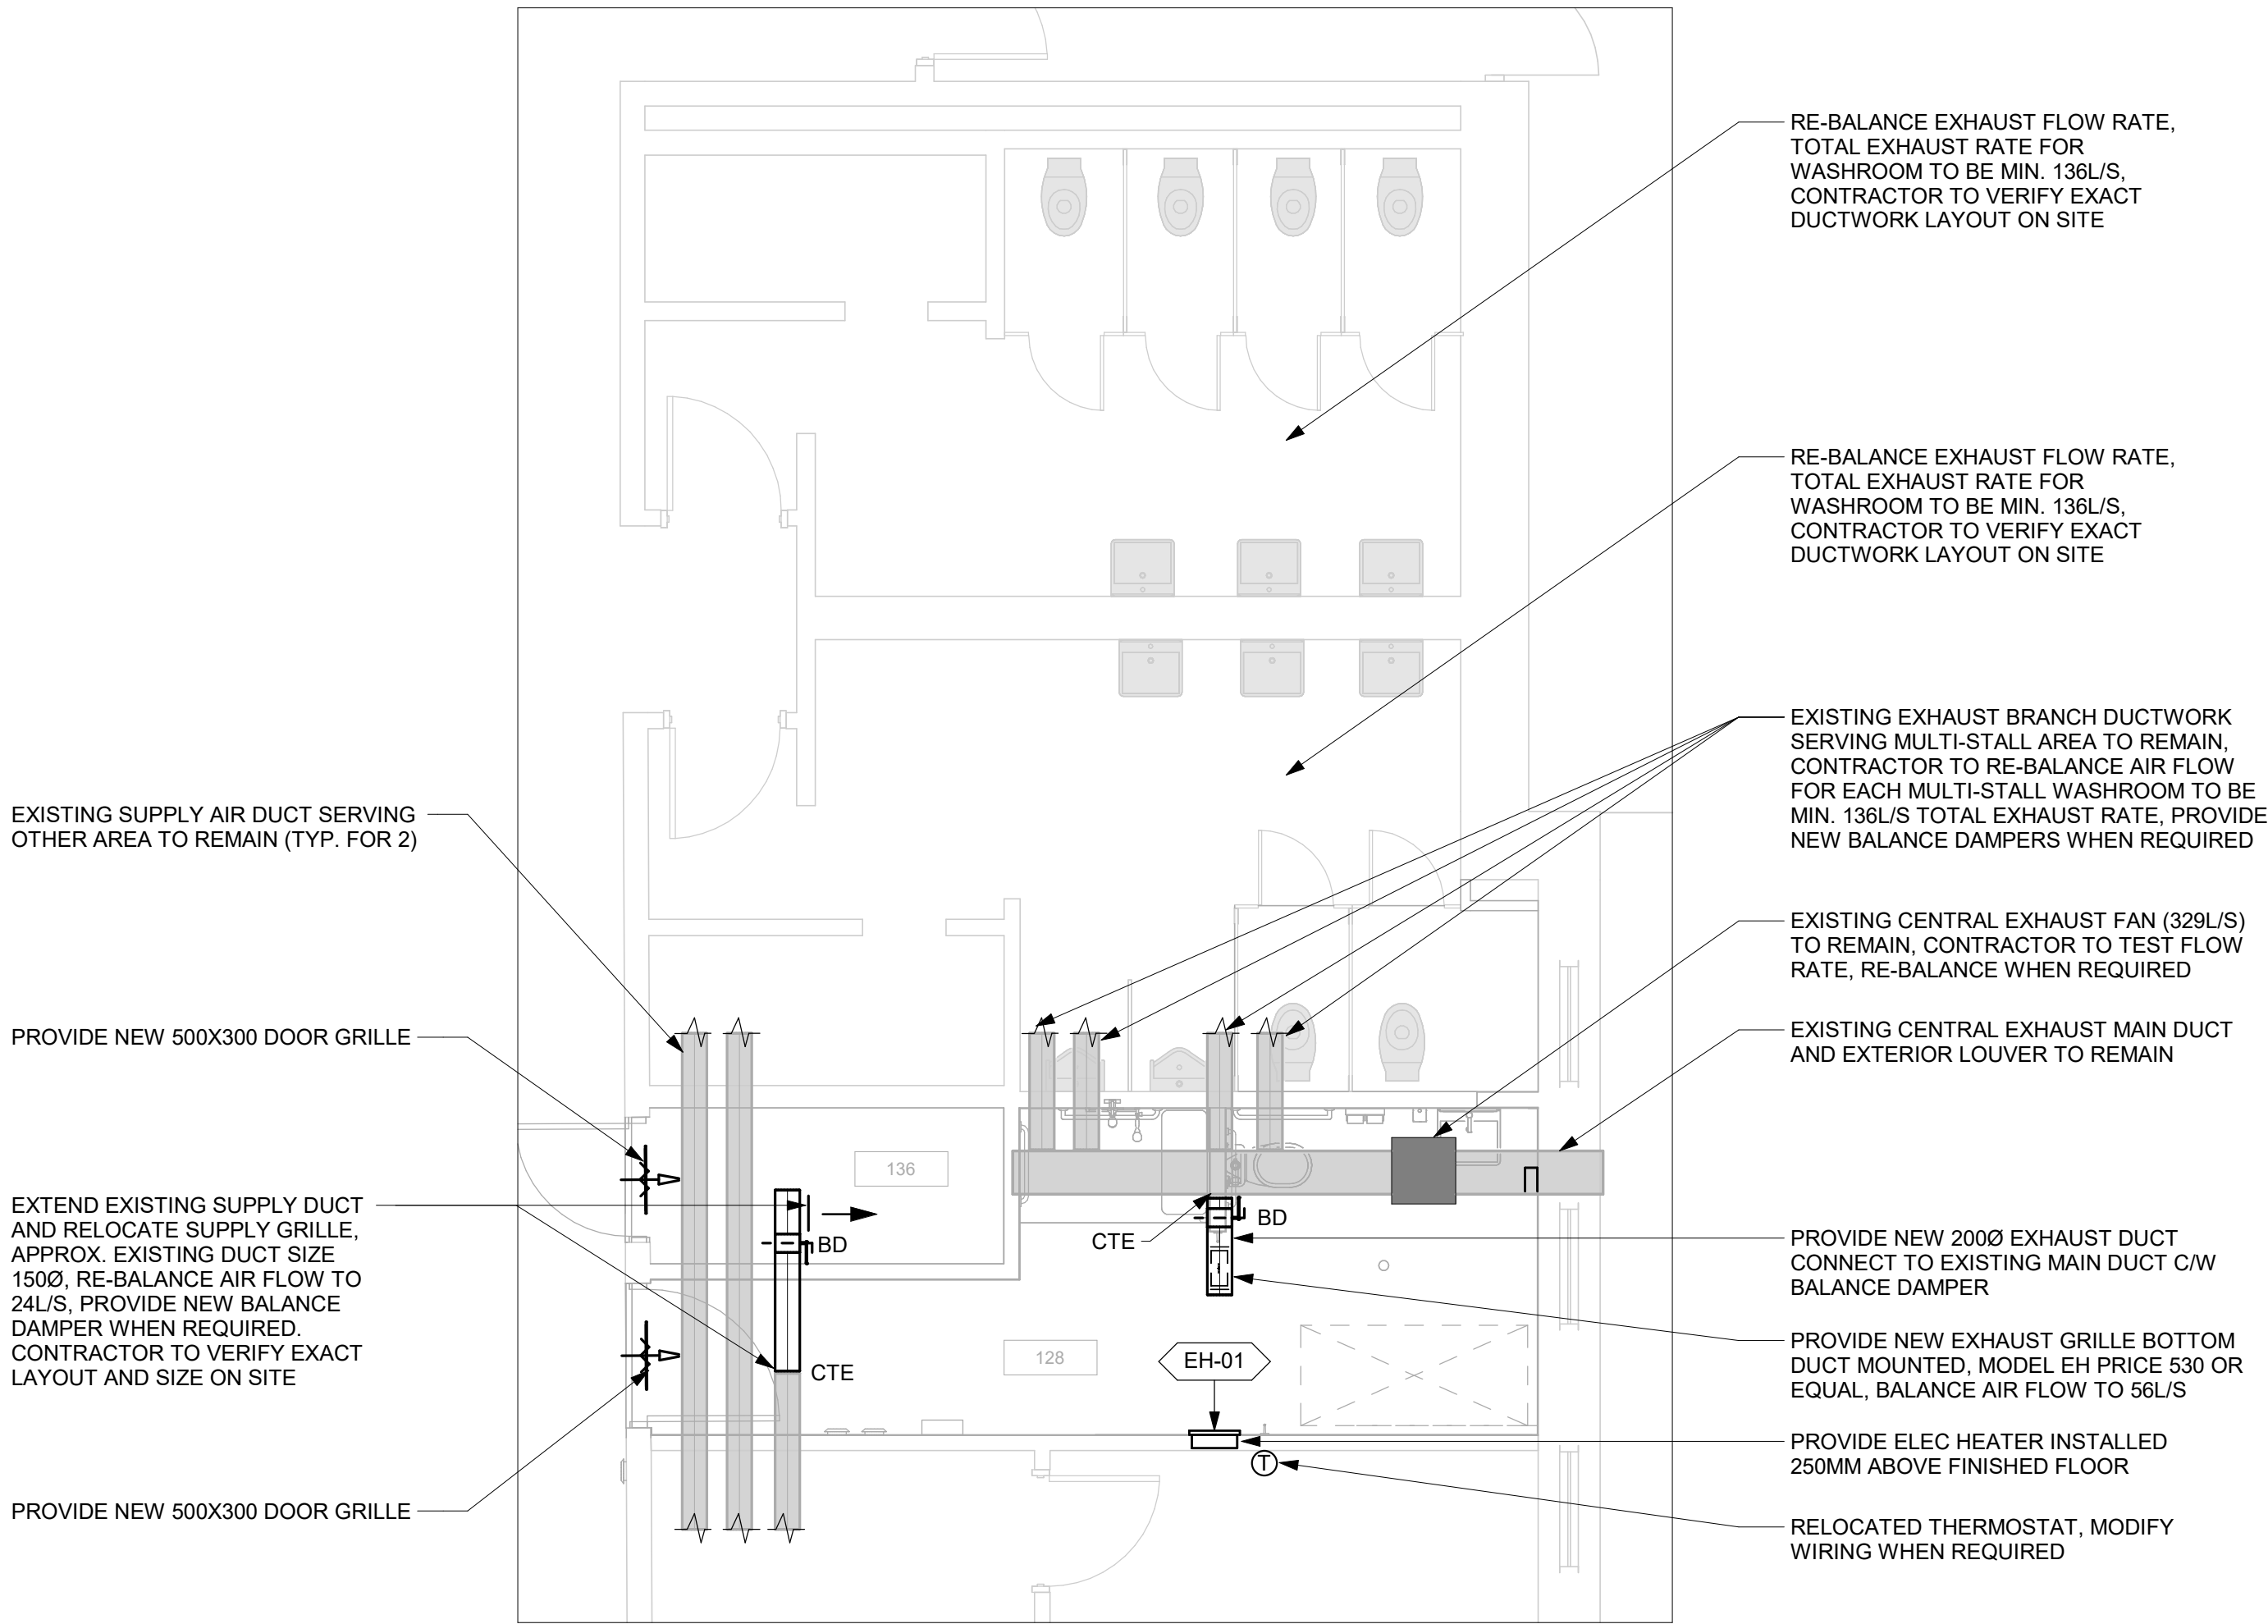 RE-BALANCE EXHAUST FLOW RATE,
TOTAL EXHAUST RATE FOR
WASHROOM TO BE MIN. 136L/S,
CONTRACTOR TO VERIFY EXACT
DUCTWORK LAYOUT ON SITE
RE-BALANCE EXHAUST FLOW RATE,
TOTAL EXHAUST RATE FOR
WASHROOM TO BE MIN. 136L/S,
CONTRACTOR TO VERIFY EXACT
DUCTWORK LAYOUT ON SITE
EXISTING EXHAUST BRANCH DUCTWORK
SERVING MULTI-STALL AREA TO REMAIN,
CONTRACTOR TO RE-BALANCE AIR FLOW
FOR EACH MULTI-STALL WASHROOM TO BE
MIN. 136L/S TOTAL EXHAUST RATE, PROVIDE
NEW BALANCE DAMPERS WHEN REQUIRED
EXISTING CENTRAL EXHAUST FAN (329L/S)
TO REMAIN, CONTRACTOR TO TEST FLOW
RATE, RE-BALANCE WHEN REQUIRED
EXISTING CENTRAL EXHAUST MAIN DUCT
AND EXTERIOR LOUVER TO REMAIN
PROVIDE NEW 200Ø EXHAUST DUCT
CONNECT TO EXISTING MAIN DUCT C/W
BALANCE DAMPER
PROVIDE NEW EXHAUST GRILLE BOTTOM
DUCT MOUNTED, MODEL EH PRICE 530 OR
EQUAL, BALANCE AIR FLOW TO 56L/S
PROVIDE ELEC HEATER INSTALLED
250MM ABOVE FINISHED FLOOR
RELOCATED THERMOSTAT, MODIFY
WIRING WHEN REQUIRED
EXISTING SUPPLY AIR DUCT SERVING
OTHER AREA TO REMAIN (TYP. FOR 2)
PROVIDE NEW 500X300 DOOR GRILLE
EXTEND EXISTING SUPPLY DUCT
AND RELOCATE SUPPLY GRILLE,
APPROX. EXISTING DUCT SIZE
150Ø, RE-BALANCE AIR FLOW TO
24L/S, PROVIDE NEW BALANCE
DAMPER WHEN REQUIRED.
CONTRACTOR TO VERIFY EXACT
LAYOUT AND SIZE ON SITE
PROVIDE NEW 500X300 DOOR GRILLE
136
BD
CTE
CTE
BD
128
EH-01
T